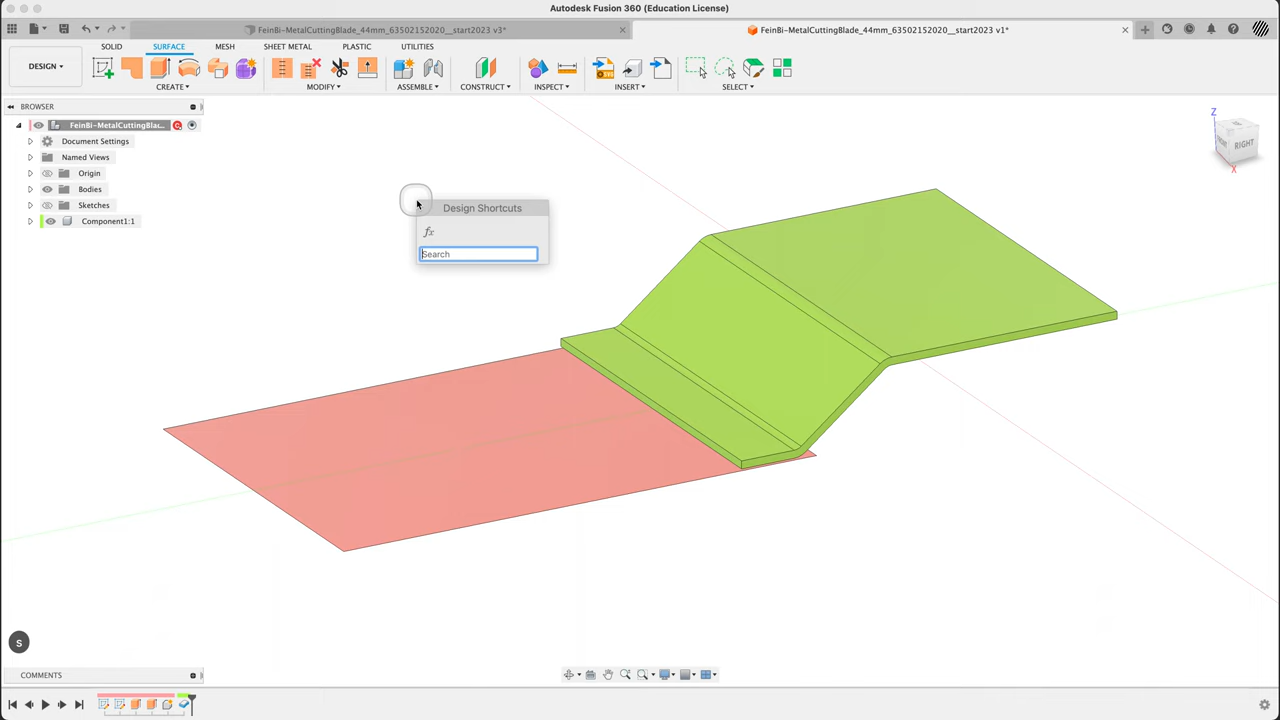 Autodesk Fusion 360 (Education License)
FeinBi-MetalCuttingBlade_44mm_63502152020__start2023 v3*
FeinBi-MetalCuttingBlade_44mm_63502152020__start2023 v1*
SOLID SURFACE MESH SHEET METAL PLASTIC UTILITIES
DESIGN
CREATE MODIFY ASSEMBLE CONSTRUCT INSPECT INSERT SELECT
BROWSER
FeinBi-MetalCuttingBlad...
Document Settings
Named Views
Origin
Bodies
Sketches
Component1:1
Design Shortcuts
fx
Search
Z
RIGHT
X
S
COMMENTS